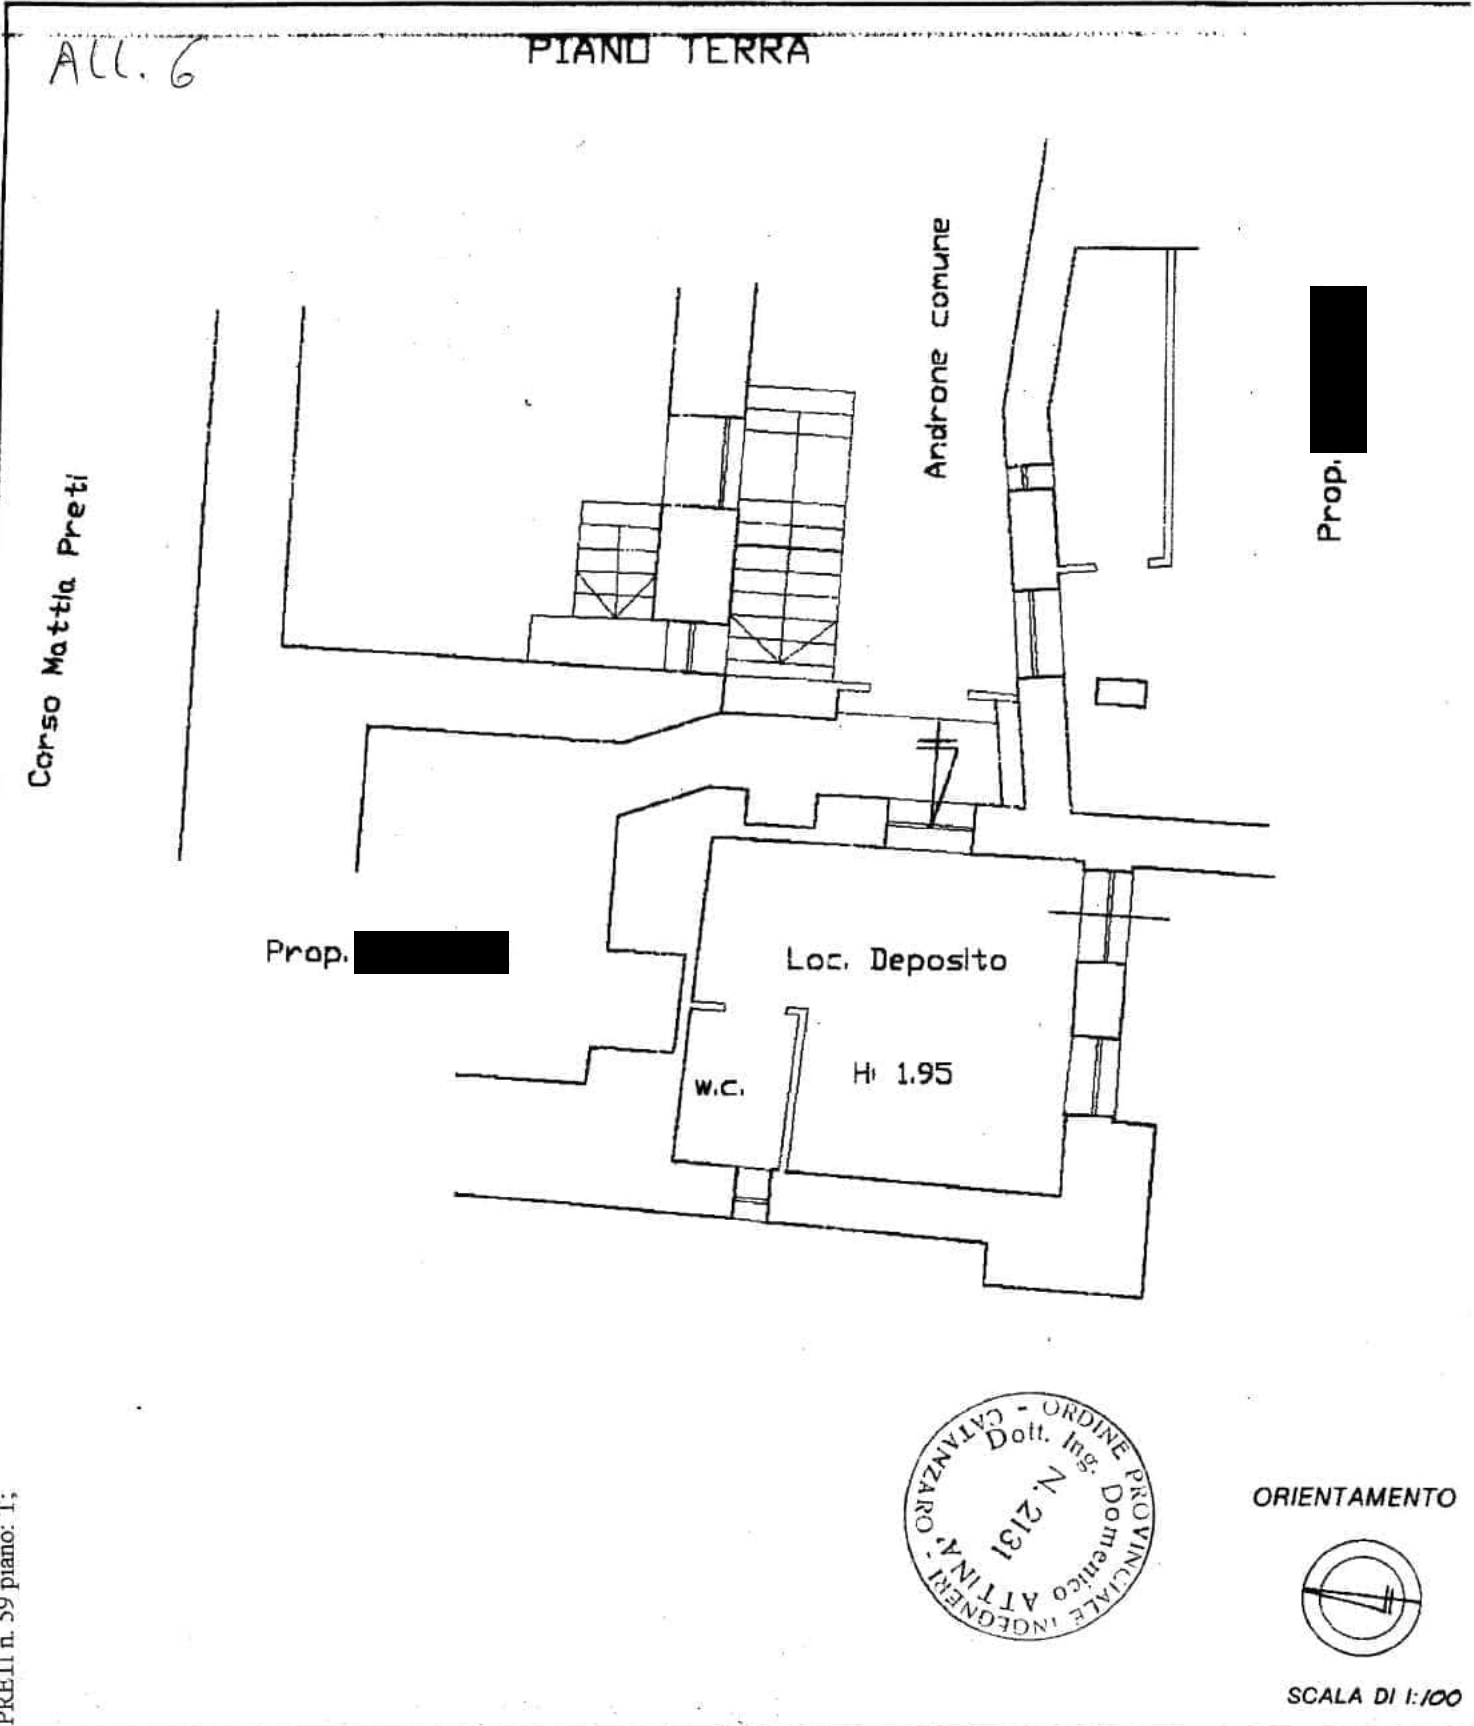 All. 6
PIANO TERRA
Androne comune
Prop.
Corso Mattia Preti
Prop.
Loc. Deposito
w.c.
H: 1.95
ORDINE PROVINCIALE INGEGNERI - CATANZARO -
Dott. Ing. Domenico ATTINA'
N. 2131
ORIENTAMENTO
SCALA DI 1:100
PRETI n. 59 piano: T;